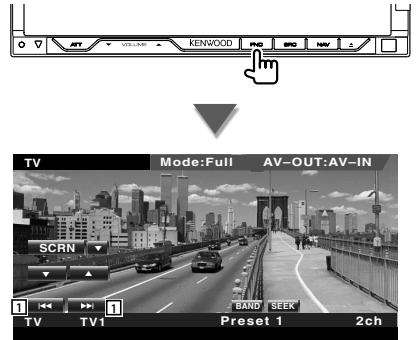 ATT VOLUME KENWOOD FNC SRC NAV
TV Mode:Full AV–OUT:AV–IN
SCRN
1 1
BAND SEEK
TV TV1 Preset 1 2ch